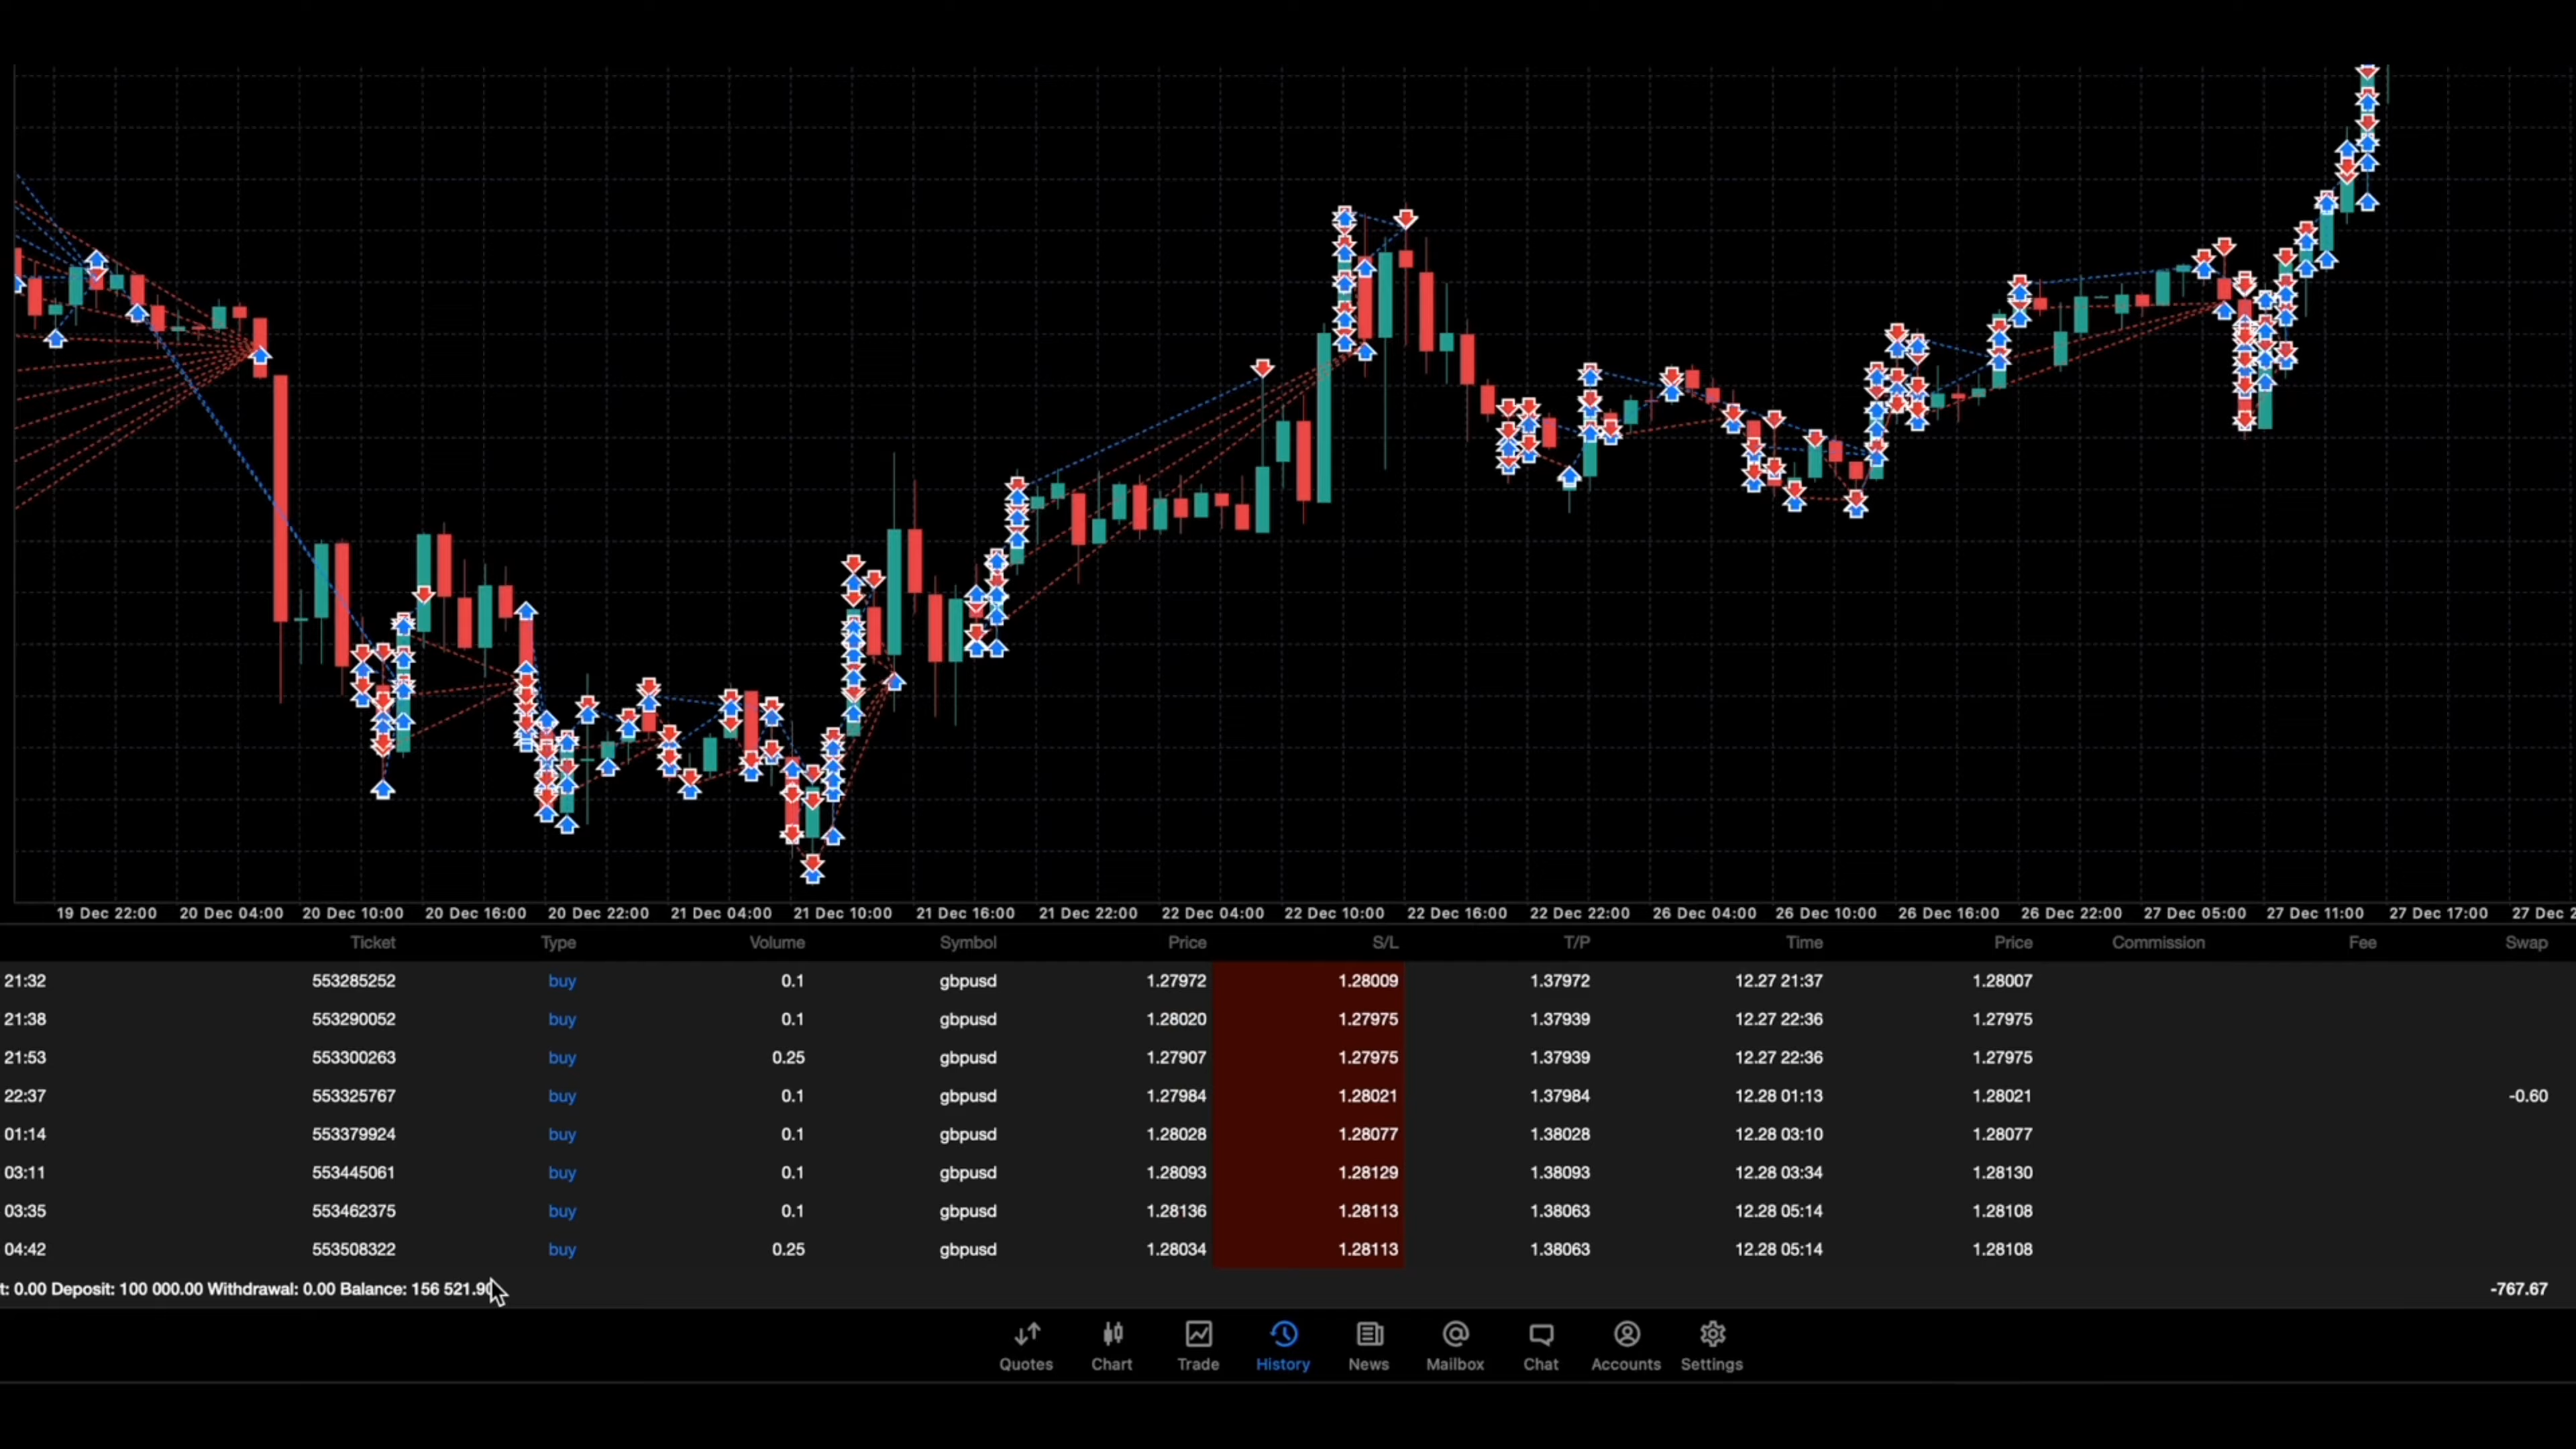 19 Dec 22:00 20 Dec 04:00 20 Dec 10:00 20 Dec 16:00 20 Dec 22:00 21 Dec 04:00 21 Dec 10:00 21 Dec 16:00 21 Dec 22:00 22 Dec 04:00 22 Dec 10:00 22 Dec 16:00 22 Dec 22:00 26 Dec 04:00 26 Dec 10:00 26 Dec 16:00 26 Dec 22:00 27 Dec 05:00 27 Dec 11:00 27 Dec 17:00 27 Dec 2
Ticket Type Volume Symbol Price S/L T/P Time Price Commission Fee Swap
21:32 553285252 buy 0.1 gbpusd 1.27972 1.28009 1.37972 12.27 21:37 1.28007
21:38 553290052 buy 0.1 gbpusd 1.28020 1.27975 1.37939 12.27 22:36 1.27975
21:53 553300263 buy 0.25 gbpusd 1.27907 1.27975 1.37939 12.27 22:36 1.27975
22:37 553325767 buy 0.1 gbpusd 1.27984 1.28021 1.37984 12.28 01:13 1.28021 -0.60
01:14 553379924 buy 0.1 gbpusd 1.28028 1.28077 1.38028 12.28 03:10 1.28077
03:11 553445061 buy 0.1 gbpusd 1.28093 1.28129 1.38093 12.28 03:34 1.28130
03:35 553462375 buy 0.1 gbpusd 1.28136 1.28113 1.38063 12.28 05:14 1.28108
04:42 553508322 buy 0.25 gbpusd 1.28034 1.28113 1.38063 12.28 05:14 1.28108
t: 0.00 Deposit: 100 000.00 Withdrawal: 0.00 Balance: 156 521.90 -767.67
Quotes Chart Trade History News Mailbox Chat Accounts Settings